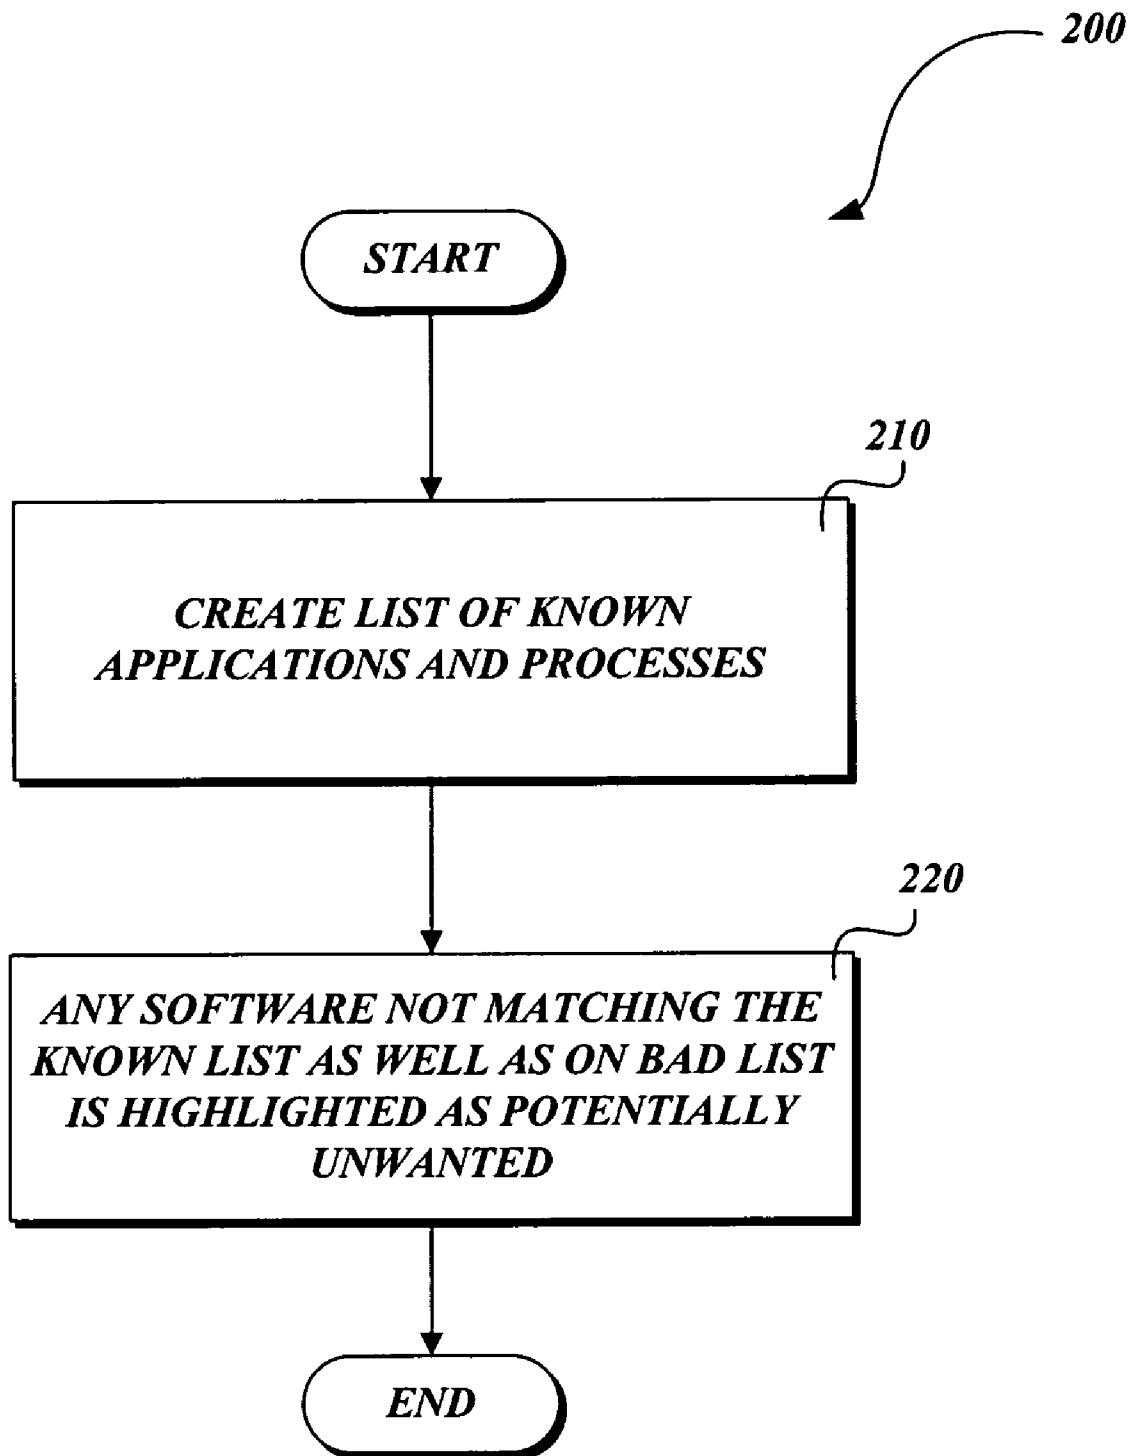 200
START
210
CREATE LIST OF KNOWN
APPLICATIONS AND PROCESSES
220
ANY SOFTWARE NOT MATCHING THE
KNOWN LIST AS WELL AS ON BAD LIST
IS HIGHLIGHTED AS POTENTIALLY
UNWANTED
END